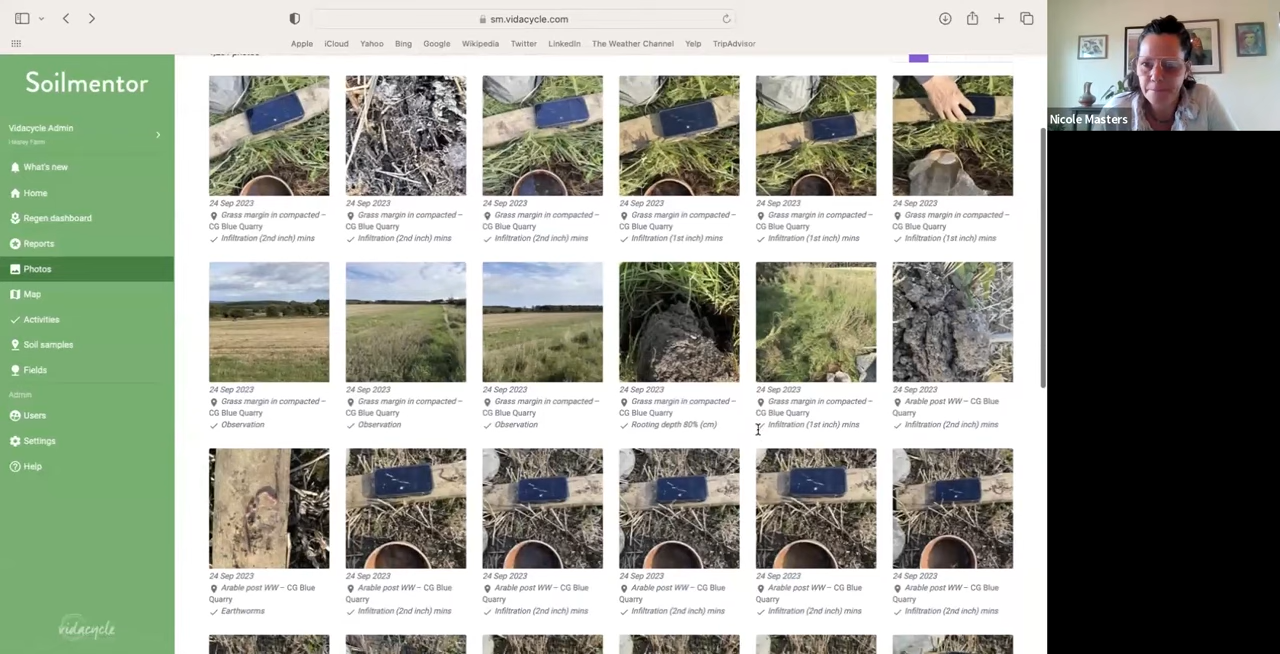 sm.vidacycle.com
Apple iCloud Yahoo Bing Google Wikipedia Twitter LinkedIn The Weather Channel Yelp TripAdvisor
Soilmentor
Vidacycle Admin
What's new
Home
Regen dashboard
Reports
Photos
Map
Activities
Soil samples
Fields
Admin
Users
Settings
Help
vidacycle
24 Sep 2023
Grass margin in compacted –
CG Blue Quarry
Infiltration (2nd inch) mins
24 Sep 2023
Grass margin in compacted –
CG Blue Quarry
Infiltration (2nd inch) mins
24 Sep 2023
Grass margin in compacted –
CG Blue Quarry
Infiltration (2nd inch) mins
24 Sep 2023
Grass margin in compacted –
CG Blue Quarry
Infiltration (1st inch) mins
24 Sep 2023
Grass margin in compacted –
CG Blue Quarry
Infiltration (1st inch) mins
24 Sep 2023
Grass margin in compacted –
CG Blue Quarry
Infiltration (1st inch) mins
24 Sep 2023
Grass margin in compacted –
CG Blue Quarry
Observation
24 Sep 2023
Grass margin in compacted –
CG Blue Quarry
Observation
24 Sep 2023
Grass margin in compacted –
CG Blue Quarry
Observation
24 Sep 2023
Grass margin in compacted –
CG Blue Quarry
Rooting depth 80% (cm)
24 Sep 2023
Grass margin in compacted –
CG Blue Quarry
Infiltration (1st inch) mins
24 Sep 2023
Arable post WW – CG Blue
Quarry
Infiltration (2nd inch) mins
24 Sep 2023
Arable post WW – CG Blue
Quarry
Earthworms
24 Sep 2023
Arable post WW – CG Blue
Quarry
Infiltration (2nd inch) mins
24 Sep 2023
Arable post WW – CG Blue
Quarry
Infiltration (2nd inch) mins
24 Sep 2023
Arable post WW – CG Blue
Quarry
Infiltration (2nd inch) mins
24 Sep 2023
Arable post WW – CG Blue
Quarry
Infiltration (2nd inch) mins
24 Sep 2023
Arable post WW – CG Blue
Quarry
Infiltration (2nd inch) mins
Nicole Masters